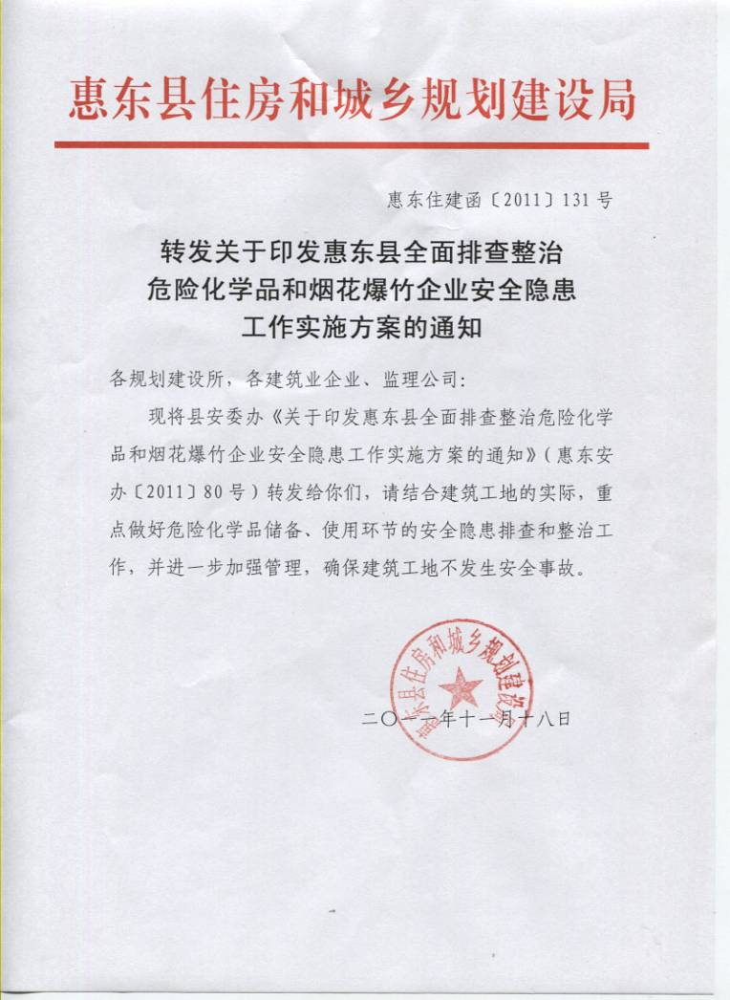 惠东县住房和城乡规划建设局
惠东住建函〔2011〕131号
转发关于印发惠东县全面排查整治
危险化学品和烟花爆竹企业安全隐患
工作实施方案的通知
各规划建设所，各建筑业企业、监理公司：
现将县安委办《关于印发惠东县全面排查整治危险化学
品和烟花爆竹企业安全隐患工作实施方案的通知》（惠东安
办〔2011〕80号）转发给你们，请结合建筑工地的实际，重
点做好危险化学品储备、使用环节的安全隐患排查和整治工
作，并进一步加强管理，确保建筑工地不发生安全事故。
惠东县住房和城乡规划建设局
二〇一一年十一月十八日